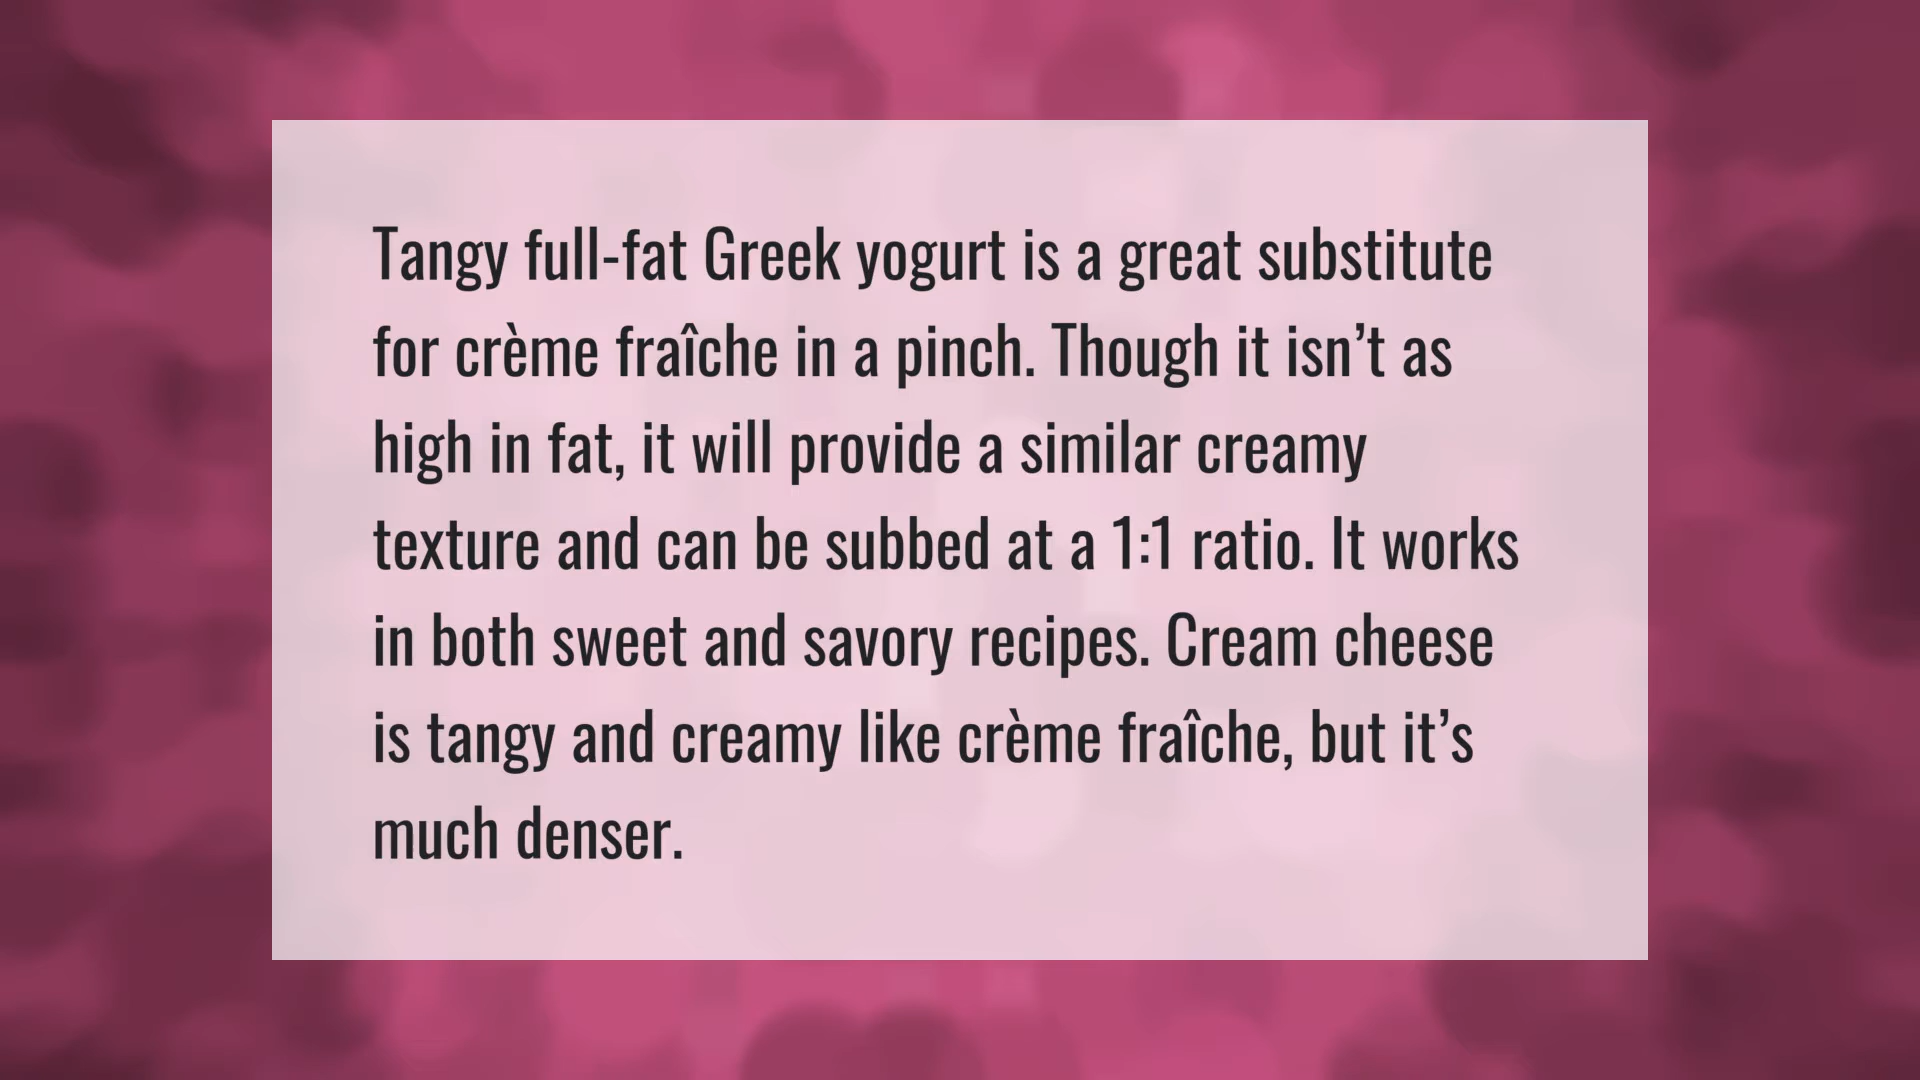 Tangy full-fat Greek yogurt is a great substitute
for crème fraîche in a pinch. Though it isn’t as
high in fat, it will provide a similar creamy
texture and can be subbed at a 1:1 ratio. It works
in both sweet and savory recipes. Cream cheese
is tangy and creamy like crème fraîche, but it’s
much denser.